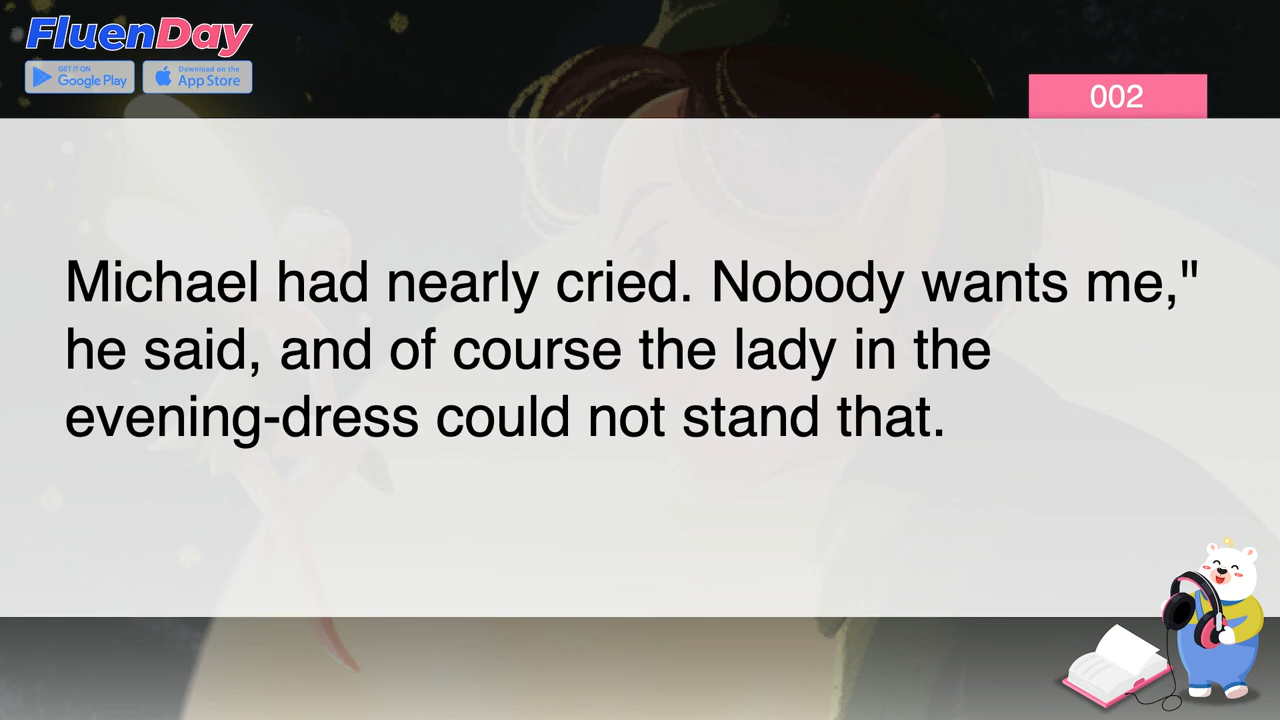 FluenDay
GET IT ON
Google Play
Download on the
App Store
002
Michael had nearly cried. Nobody wants me,"
he said, and of course the lady in the
evening-dress could not stand that.